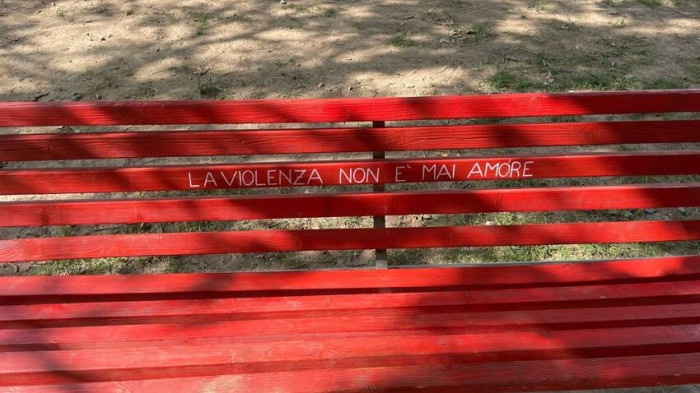 LA VIOLENZA NON E' MAI AMORE